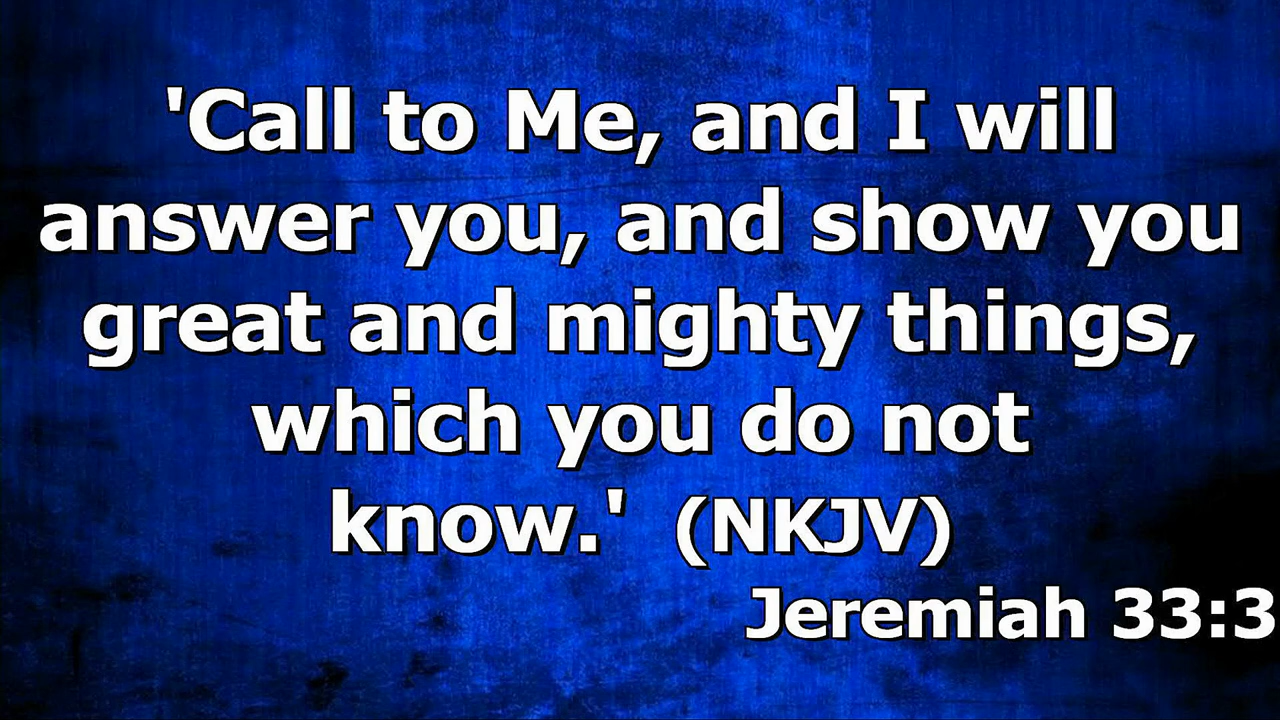 'Call to Me, and I will
answer you, and show you
great and mighty things,
which you do not
know.'  (NKJV)
Jeremiah 33:3